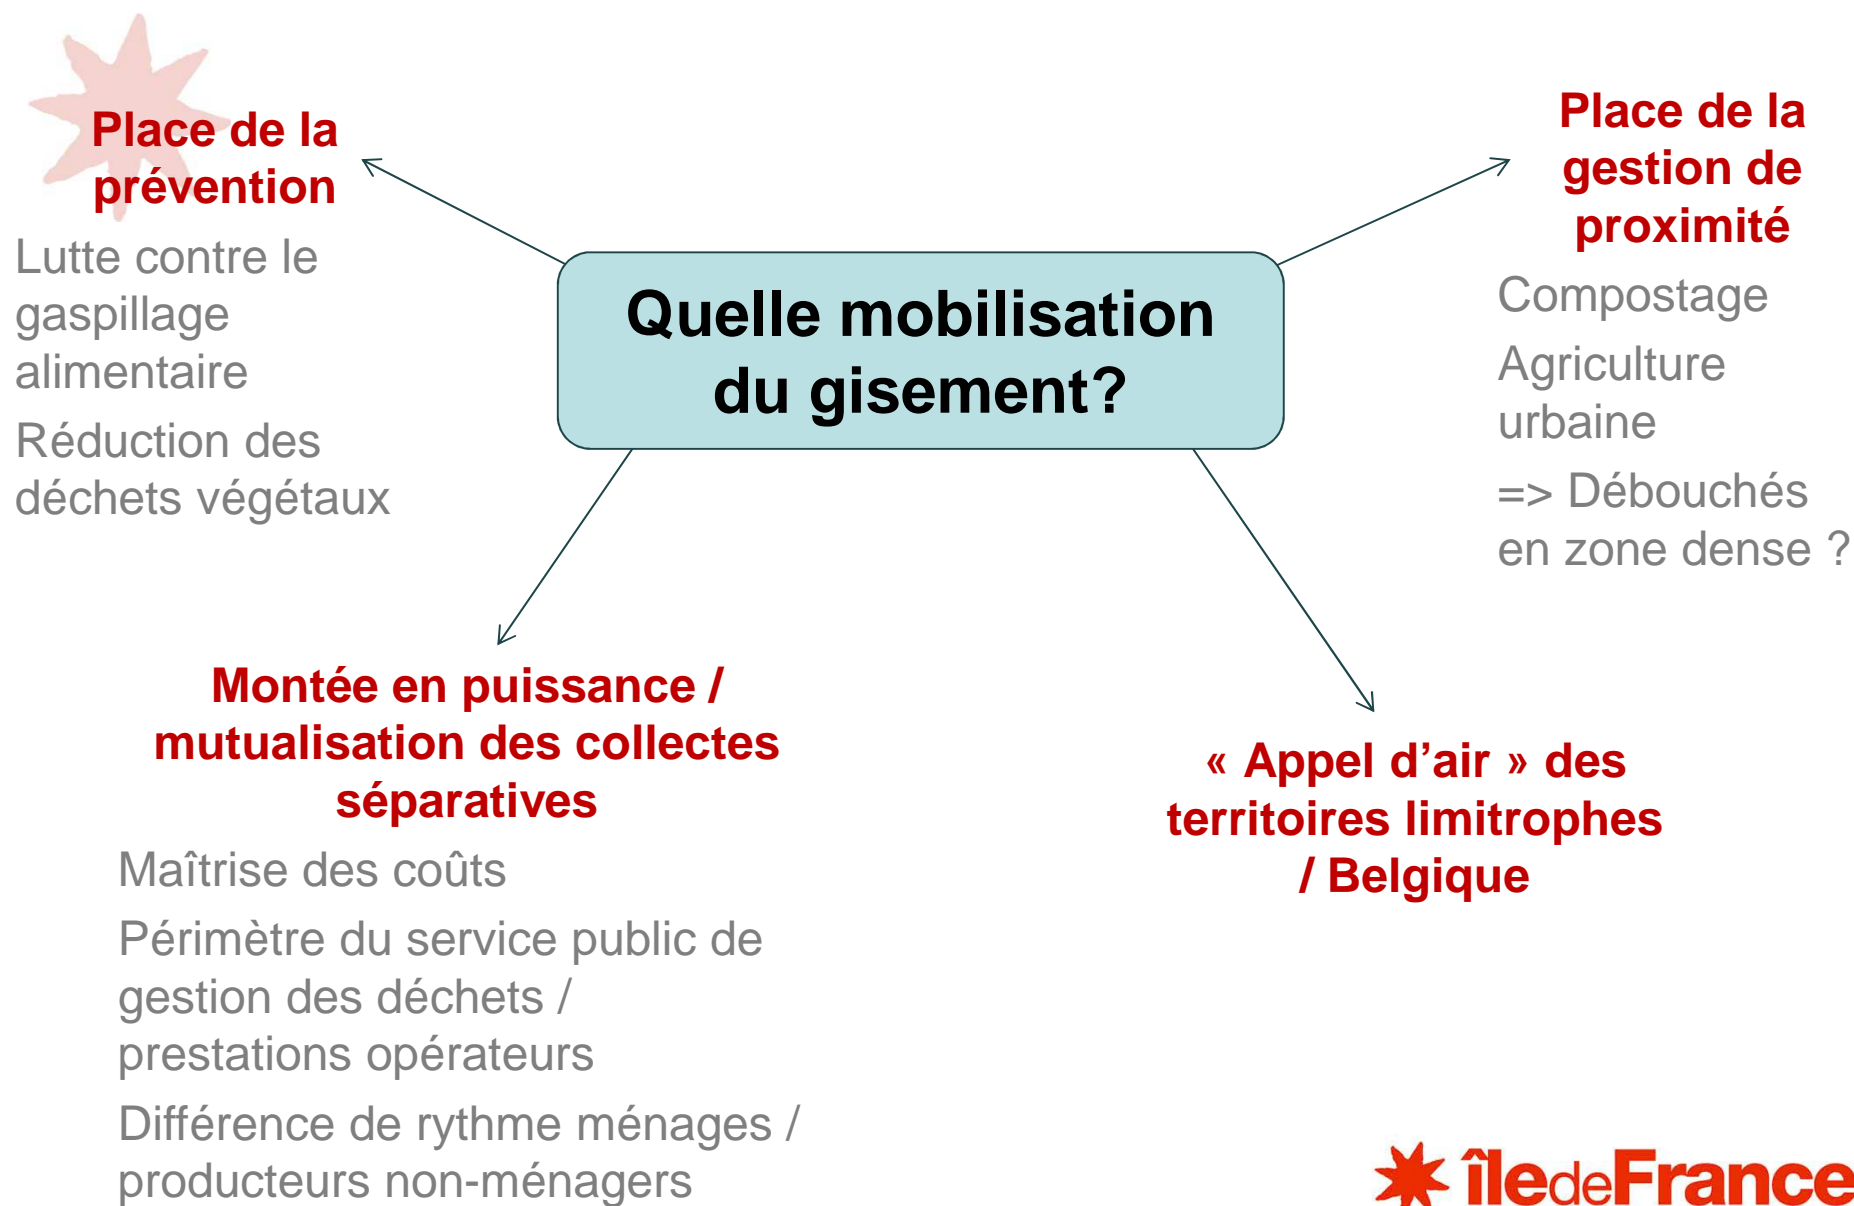 Place de la
prévention
Lutte contre le
gaspillage
alimentaire
Réduction des
déchets végétaux
Quelle mobilisation
du gisement?
Place de la
gestion de
proximité
Compostage
Agriculture
urbaine
=> Débouchés
en zone dense ?
Montée en puissance /
mutualisation des collectes
séparatives
Maîtrise des coûts
Périmètre du service public de
gestion des déchets /
prestations opérateurs
Différence de rythme ménages /
producteurs non-ménagers
« Appel d’air » des
territoires limitrophes
/ Belgique
îledeFrance